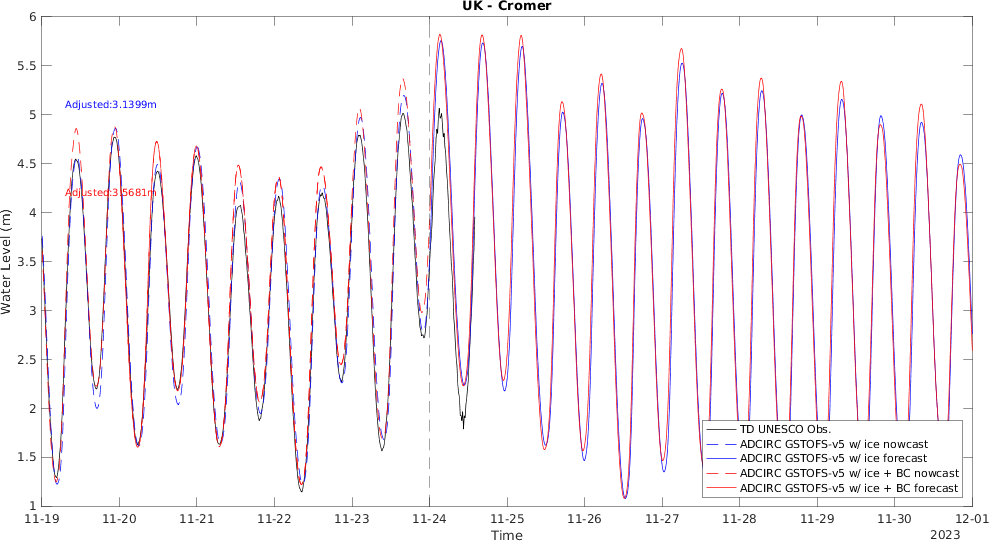 UK - Cromer
6
5.5
5
4.5
4
3.5
3
2.5
2
1.5
1
Water Level (m)
Adjusted:3.1399m
Adjusted:3.5681m
TD UNESCO Obs.
ADCIRC GSTOFS-v5 w/ ice nowcast
ADCIRC GSTOFS-v5 w/ ice forecast
ADCIRC GSTOFS-v5 w/ ice + BC nowcast
ADCIRC GSTOFS-v5 w/ ice + BC forecast
11-19 11-20 11-21 11-22 11-23 11-24 11-25 11-26 11-27 11-28 11-29 11-30 12-01
Time
2023